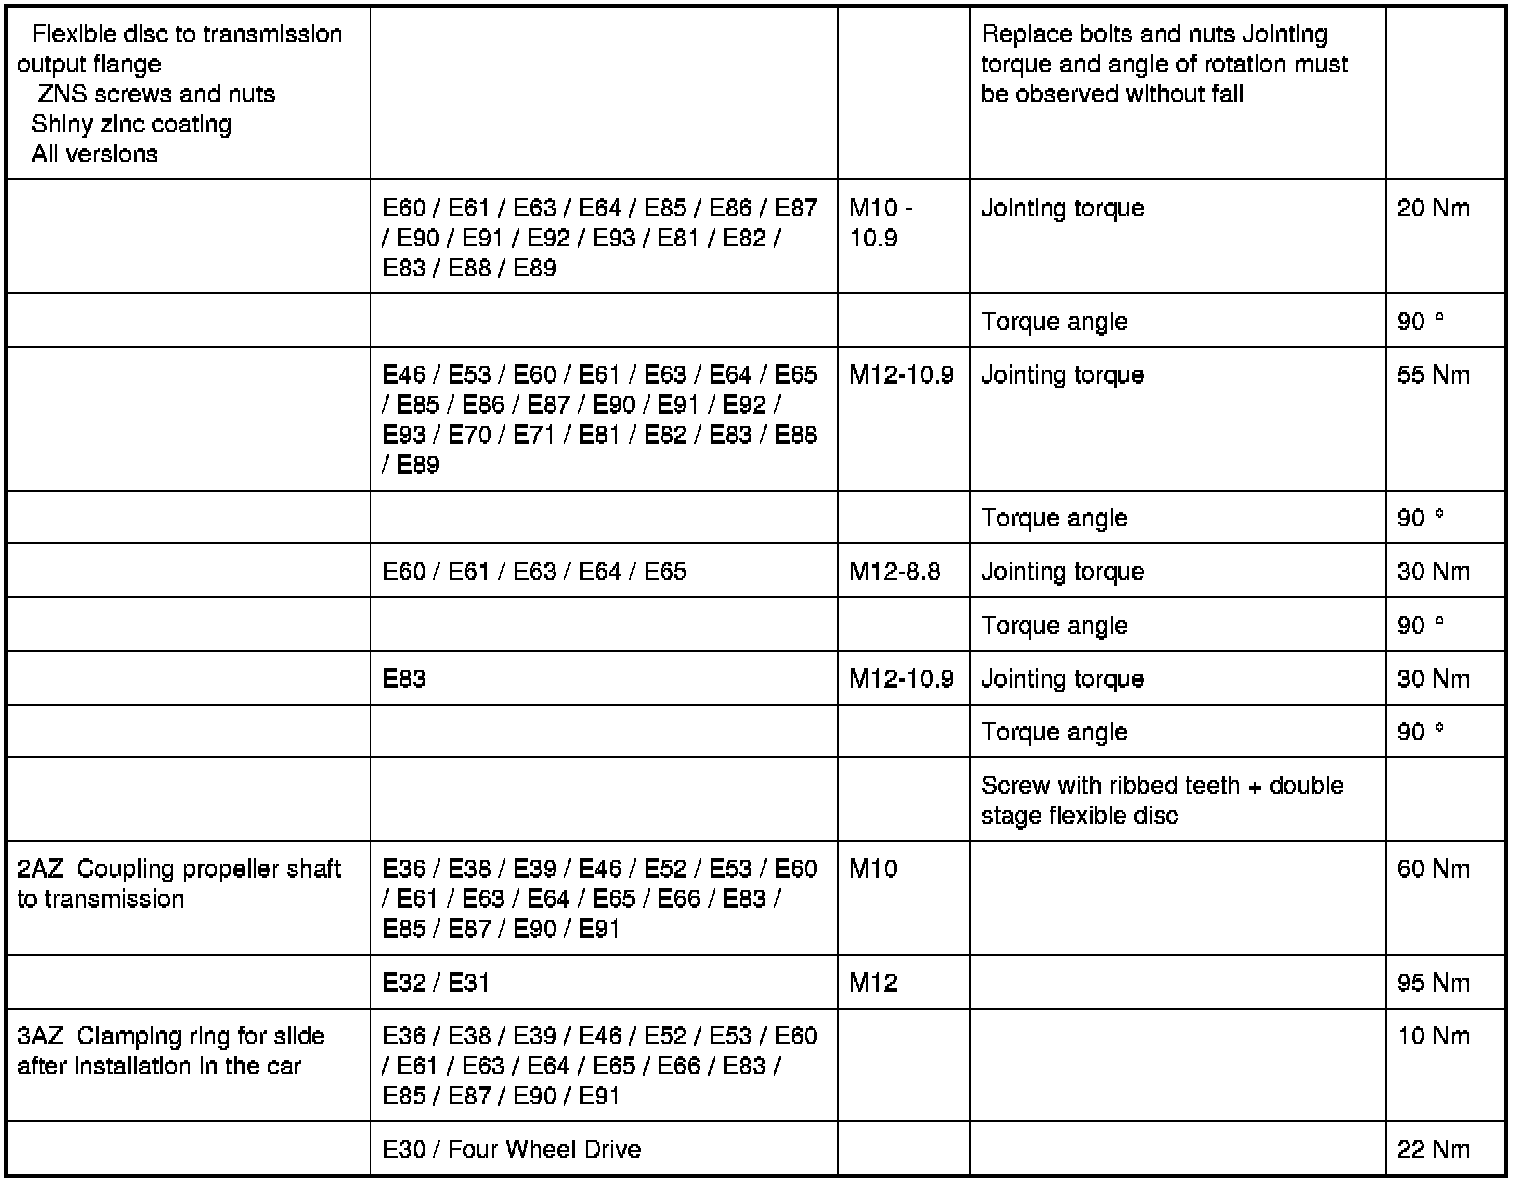 Flexible disc to transmission
output flange
ZNS screws and nuts
Shiny zinc coating
All versions
Replace bolts and nuts Jointing
torque and angle of rotation must
be observed without fail
E60 / E61 / E63 / E64 / E85 / E86 / E87
/ E90 / E91 / E92 / E93 / E81 / E82 /
E83 / E88 / E89
M10 -
10.9
Jointing torque
20 Nm
Torque angle
90 °
E46 / E53 / E60 / E61 / E63 / E64 / E65
/ E85 / E86 / E87 / E90 / E91 / E92 /
E93 / E70 / E71 / E81 / E82 / E83 / E88
/ E89
M12-10.9
Jointing torque
55 Nm
Torque angle
90 °
E60 / E61 / E63 / E64 / E65
M12-8.8
Jointing torque
30 Nm
Torque angle
90 °
E83
M12-10.9
Jointing torque
30 Nm
Torque angle
90 °
Screw with ribbed teeth + double
stage flexible disc
2AZ Coupling propeller shaft
to transmission
E36 / E38 / E39 / E46 / E52 / E53 / E60
/ E61 / E63 / E64 / E65 / E66 / E83 /
E85 / E87 / E90 / E91
M10
60 Nm
E32 / E31
M12
95 Nm
3AZ Clamping ring for slide
after installation in the car
E36 / E38 / E39 / E46 / E52 / E53 / E60
/ E61 / E63 / E64 / E65 / E66 / E83 /
E85 / E87 / E90 / E91
10 Nm
E30 / Four Wheel Drive
22 Nm